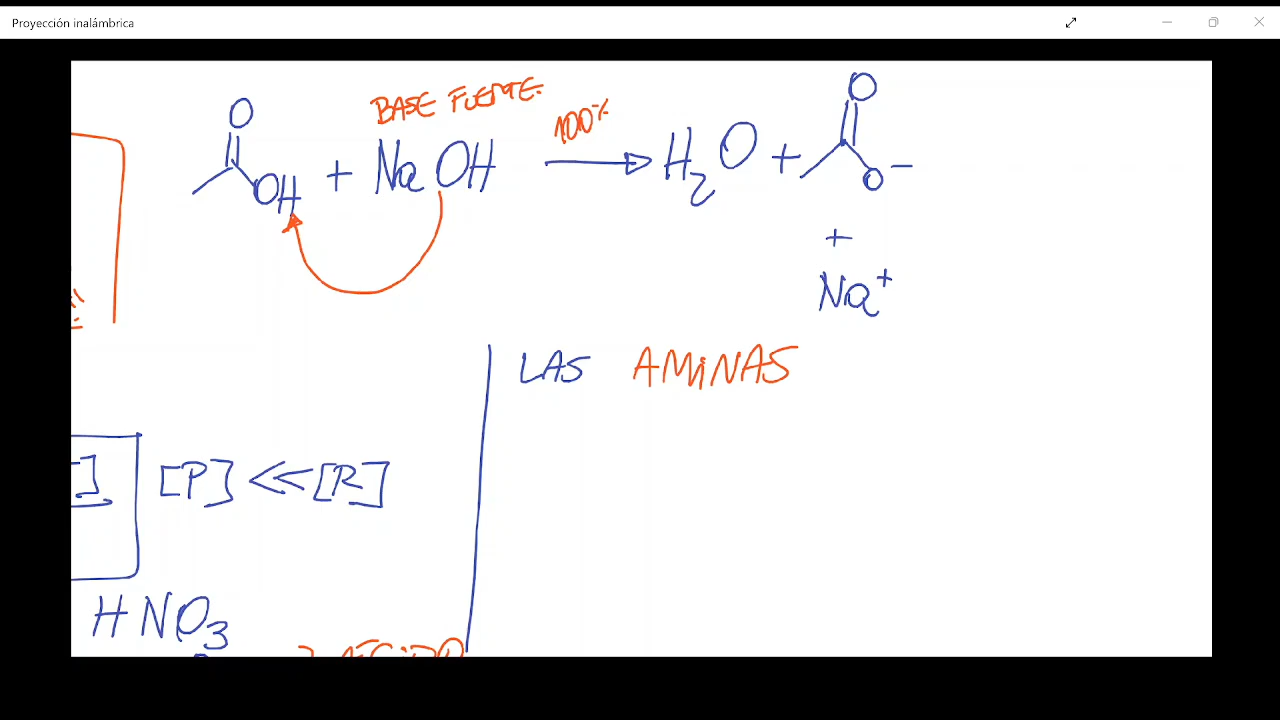 Proyección inalámbrica
BASE FUERTE
O
OH + NaOH 100% → H2O + O O−
+
Na+
LAS AMINAS
] [P] << [R]
HNO3